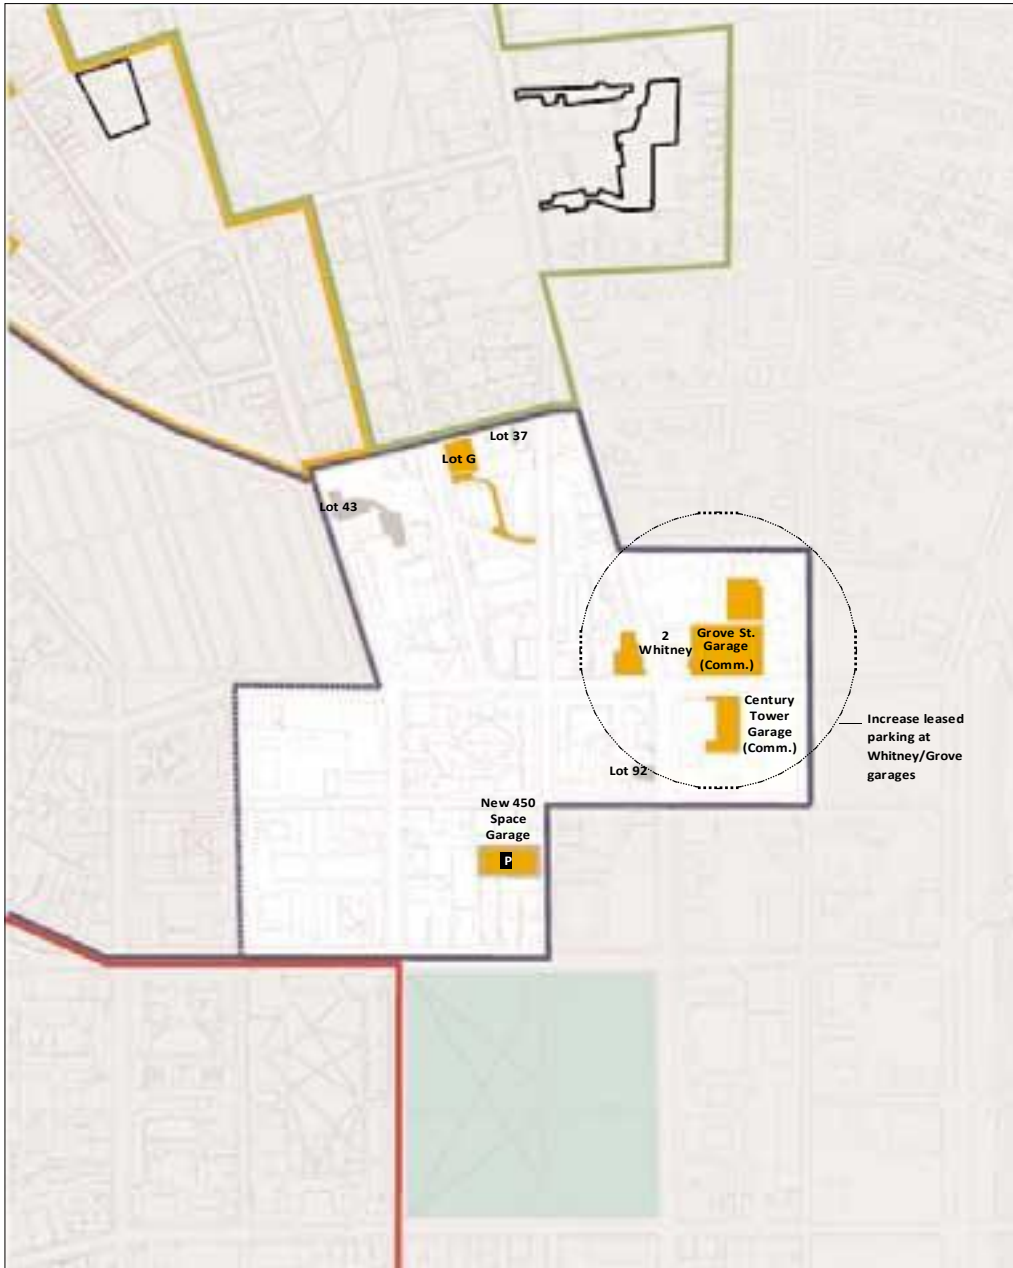 Lot 37
Lot G
Lot 43
2
Whitney
Grove St.
Garage
(Comm.)
Century
Tower
Garage
(Comm.)
Increase leased
parking at
Whitney/Grove
garages
Lot 92
New 450
Space
Garage
P